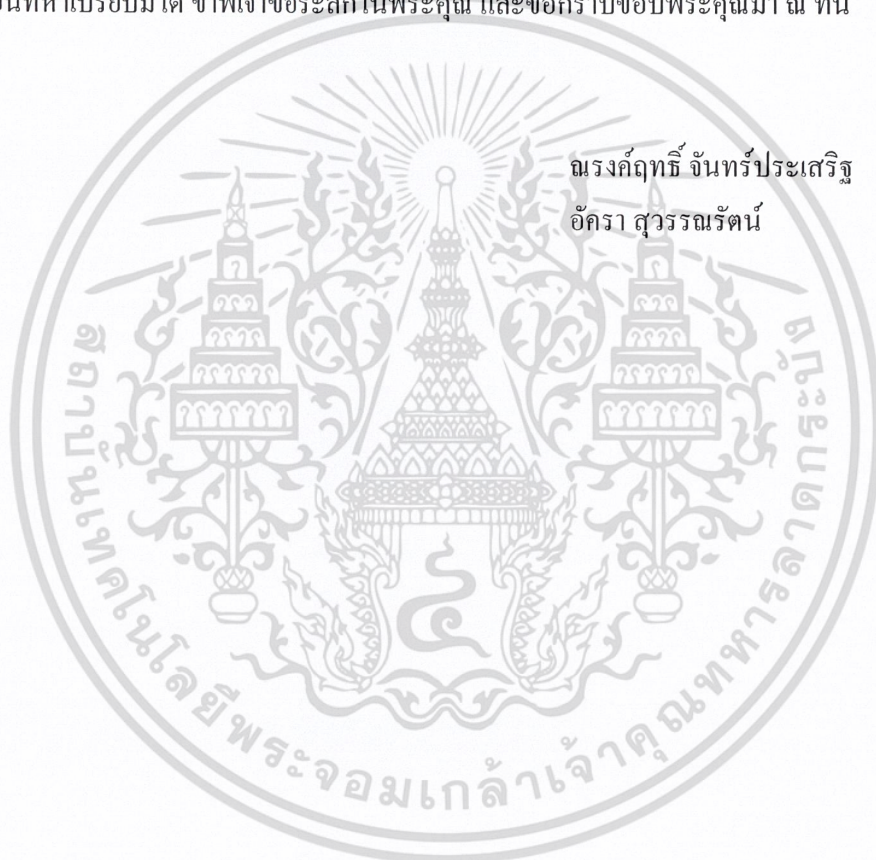 ข้าพเจ้าขอระลึกในพระคุณ และขอกราบขอบพระคุณมา ณ ที่นี้
ณรงค์ฤทธิ์ จันทร์ประเสริฐ
อัครา สุวรรณรัตน์
สถาบันเทคโนโลยีพระจอมเกล้าเจ้าคุณทหารลาดกระบัง